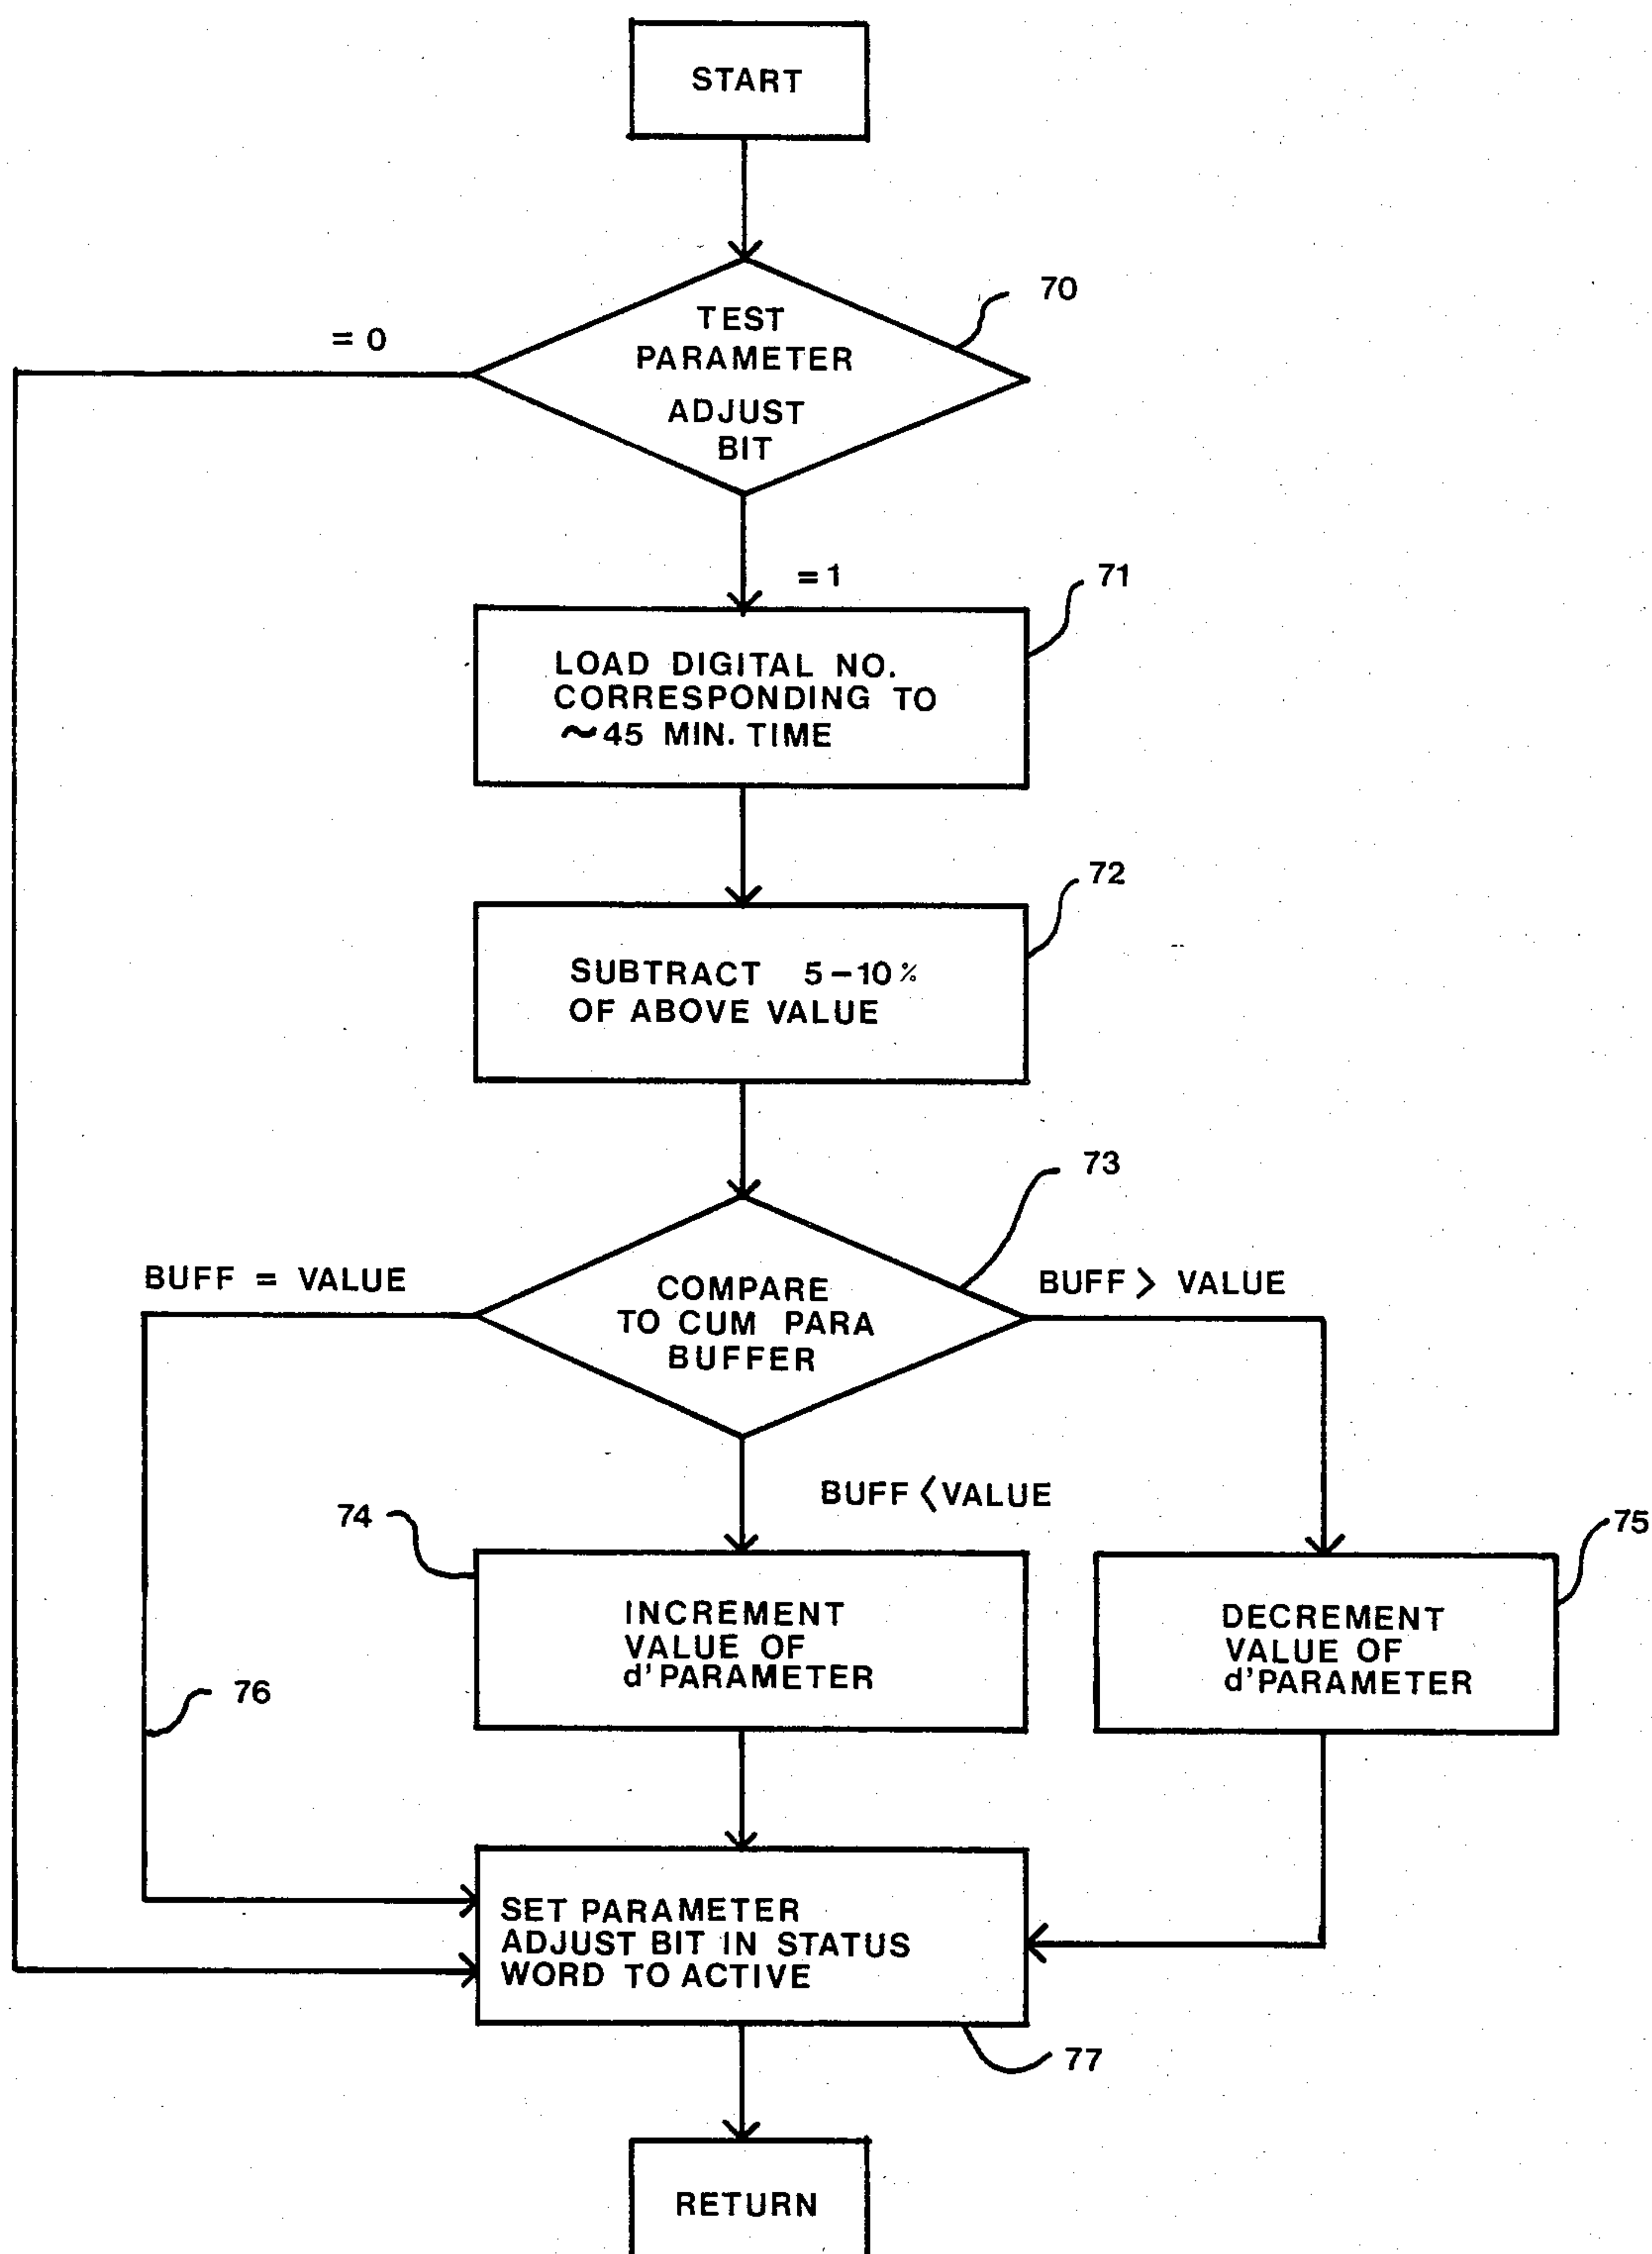 START
70
= 0
TEST
PARAMETER
ADJUST
BIT
= 1
71
LOAD DIGITAL NO.
CORRESPONDING TO
~45 MIN. TIME
72
SUBTRACT 5-10%
OF ABOVE VALUE
73
BUFF = VALUE
COMPARE
TO CUM PARA
BUFFER
BUFF > VALUE
BUFF < VALUE
74
75
INCREMENT
VALUE OF
d'PARAMETER
DECREMENT
VALUE OF
d'PARAMETER
76
SET PARAMETER
ADJUST BIT IN STATUS
WORD TO ACTIVE
77
RETURN